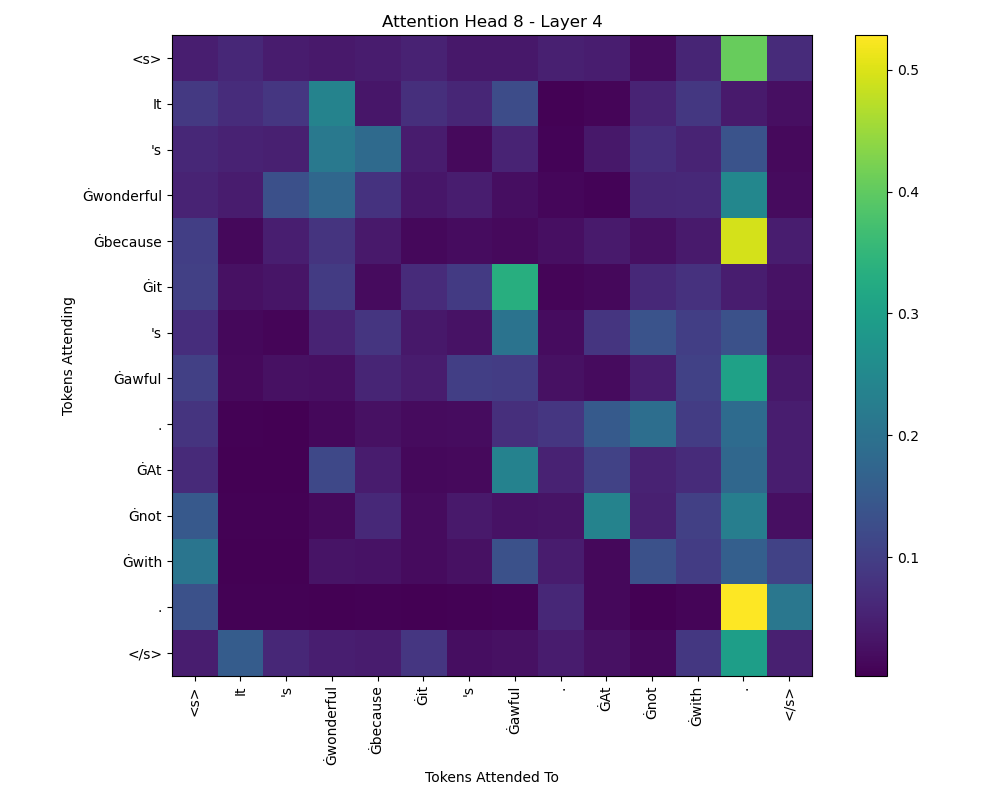 Attention Head 8 - Layer 4
Tokens Attending
<s>
It
's
Ġwonderful
Ġbecause
Ġit
's
Ġawful
.
ĠAt
Ġnot
Ġwith
.
</s>
<s>
It
's
Ġwonderful
Ġbecause
Ġit
's
Ġawful
.
ĠAt
Ġnot
Ġwith
.
</s>
Tokens Attended To
0.5
0.4
0.3
0.2
0.1